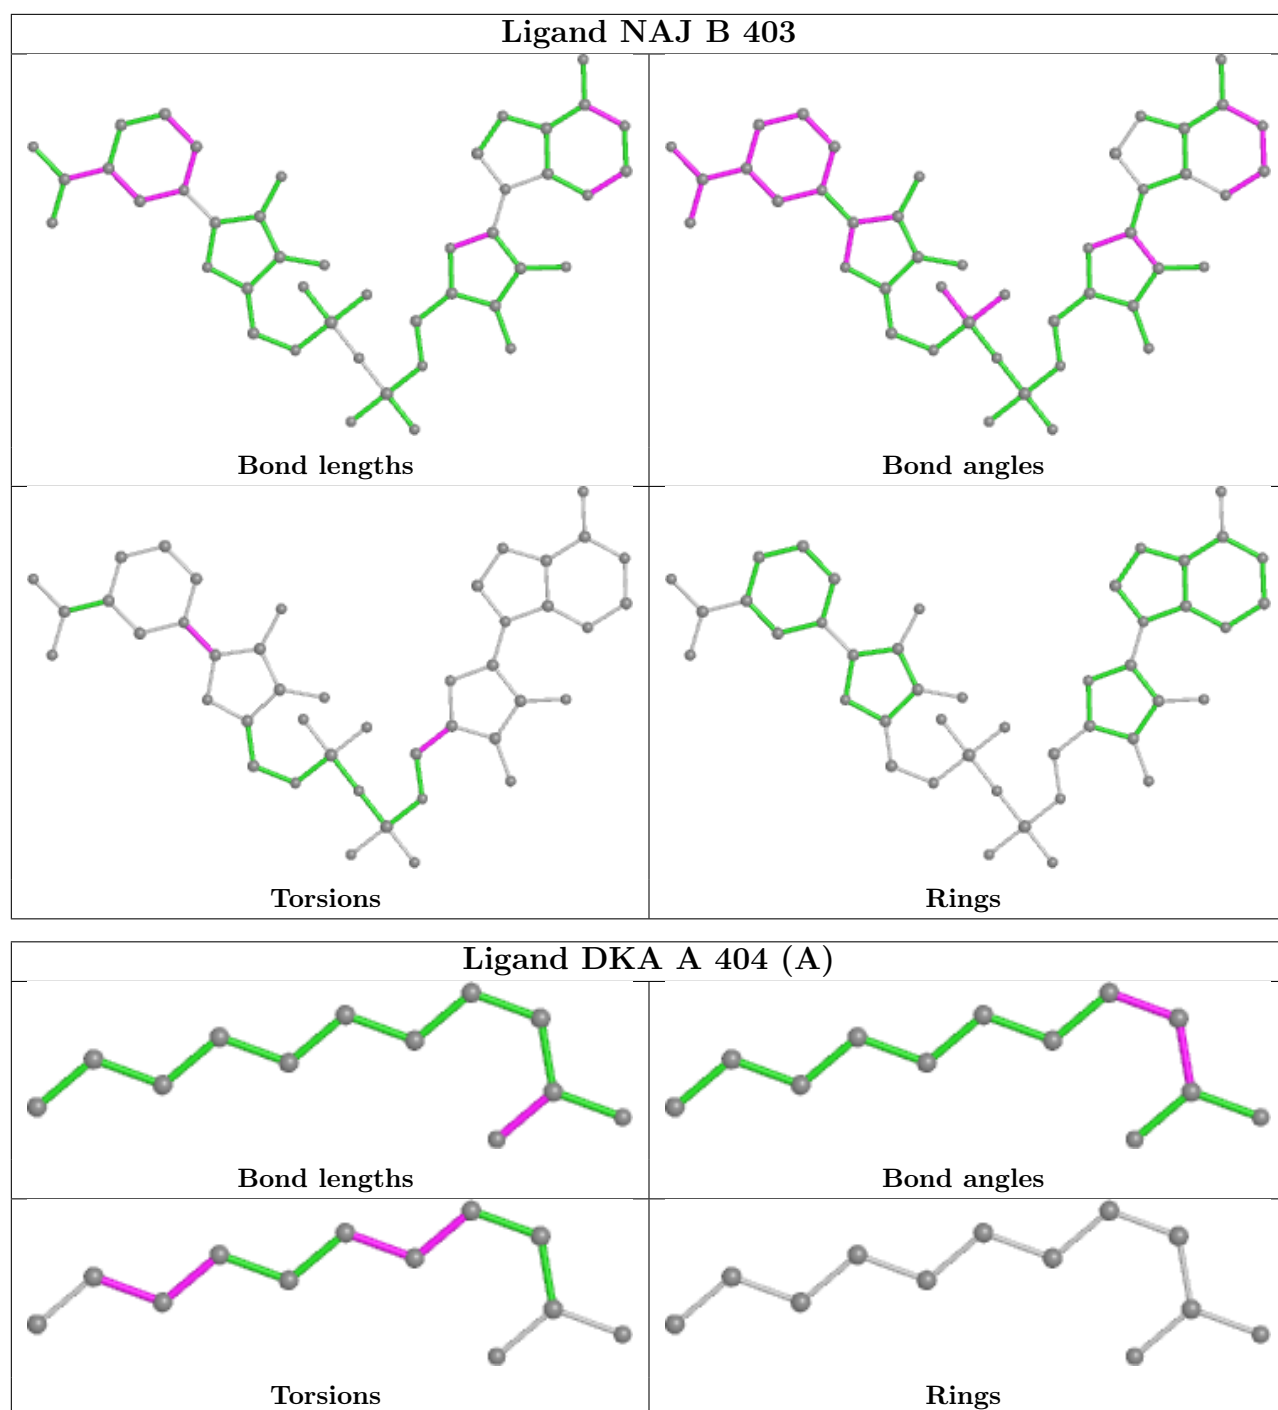 Ligand NAJ B 403
Bond lengths
Bond angles
Torsions
Rings
Ligand DKA A 404 (A)
Bond lengths
Bond angles
Torsions
Rings